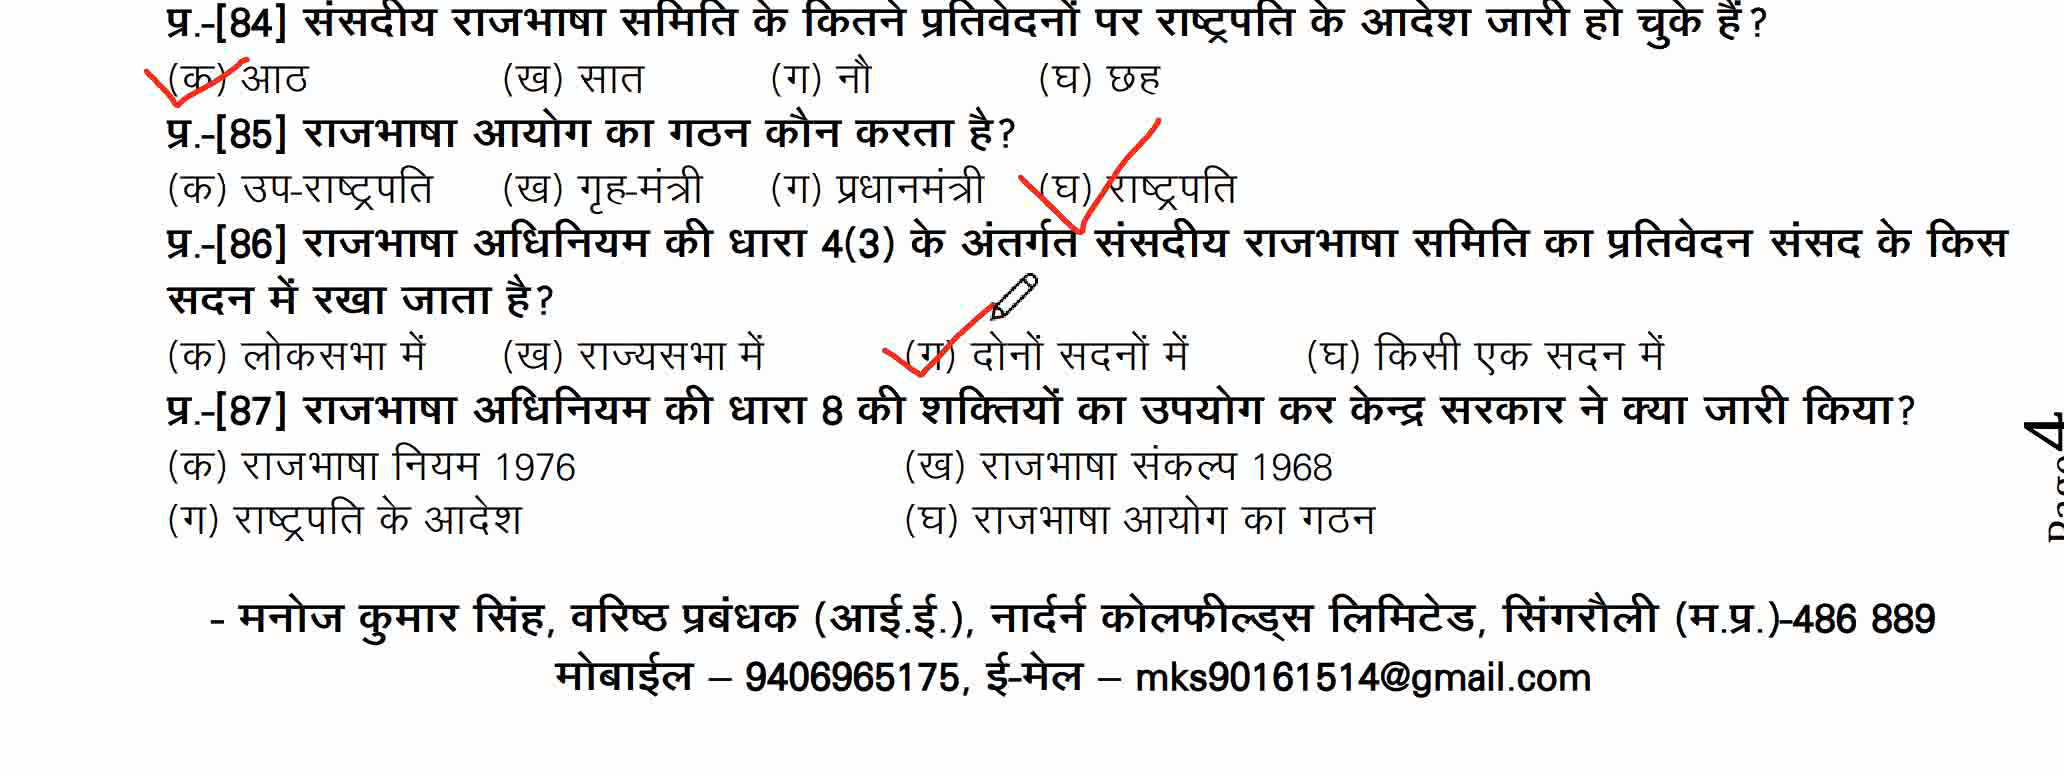 प्र.-[84] संसदीय राजभाषा समिति के कितने प्रतिवेदनों पर राष्ट्रपति के आदेश जारी हो चुके हैं?
(क) आठ (ख) सात (ग) नौ (घ) छह
प्र.-[85] राजभाषा आयोग का गठन कौन करता है?
(क) उप-राष्ट्रपति (ख) गृह-मंत्री (ग) प्रधानमंत्री (घ) राष्ट्रपति
प्र.-[86] राजभाषा अधिनियम की धारा 4(3) के अंतर्गत संसदीय राजभाषा समिति का प्रतिवेदन संसद के किस
सदन में रखा जाता है?
(क) लोकसभा में (ख) राज्यसभा में (ग) दोनों सदनों में (घ) किसी एक सदन में
प्र.-[87] राजभाषा अधिनियम की धारा 8 की शक्तियों का उपयोग कर केन्द्र सरकार ने क्या जारी किया?
(क) राजभाषा नियम 1976 (ख) राजभाषा संकल्प 1968
(ग) राष्ट्रपति के आदेश (घ) राजभाषा आयोग का गठन
- मनोज कुमार सिंह, वरिष्ठ प्रबंधक (आई.ई.), नार्दर्न कोलफील्ड्स लिमिटेड, सिंगरौली (म.प्र.)-486 889
मोबाईल – 9406965175, ई-मेल – mks90161514@gmail.com
Page 4